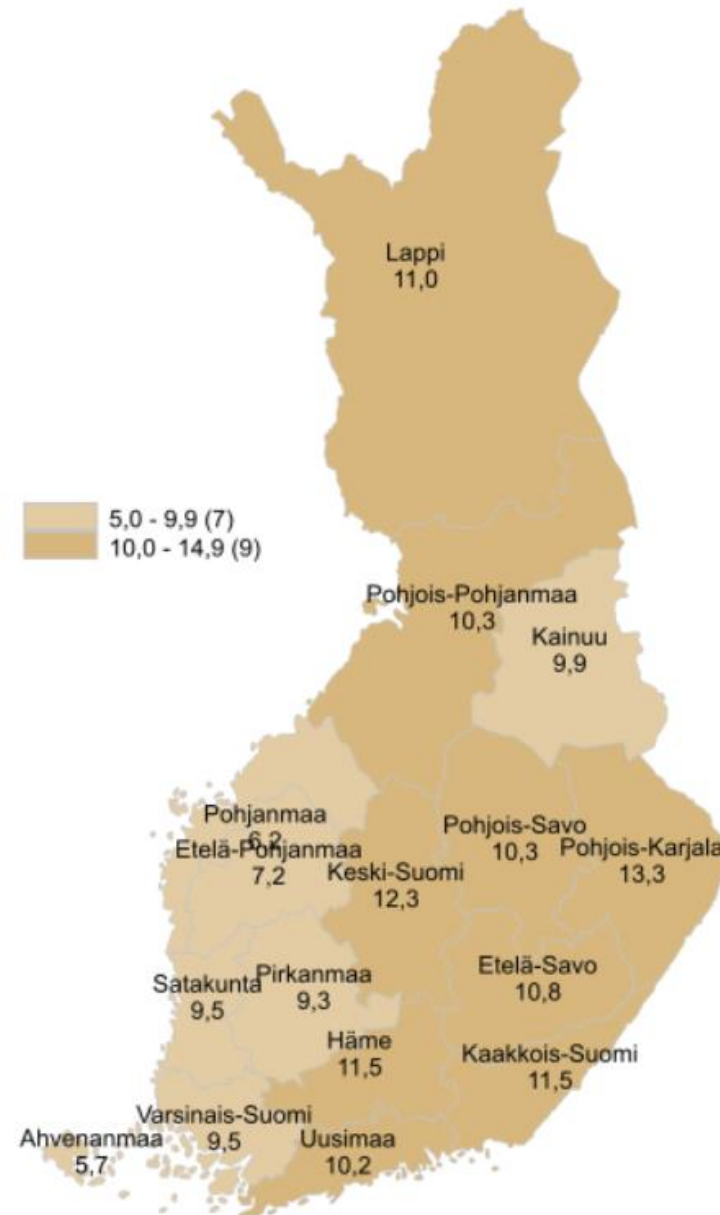 Lappi
11,0
5,0 - 9,9 (7)
10,0 - 14,9 (9)
Pohjois-Pohjanmaa
10,3
Kainuu
9,9
Pohjanmaa
6,2
Etelä-Pohjanmaa
7,2
Keski-Suomi
12,3
Pohjois-Savo
10,3
Pohjois-Karjala
13,3
Satakunta
9,5
Pirkanmaa
9,3
Etelä-Savo
10,8
Häme
11,5
Kaakkois-Suomi
11,5
Ahvenanmaa
5,7
Varsinais-Suomi
9,5
Uusimaa
10,2